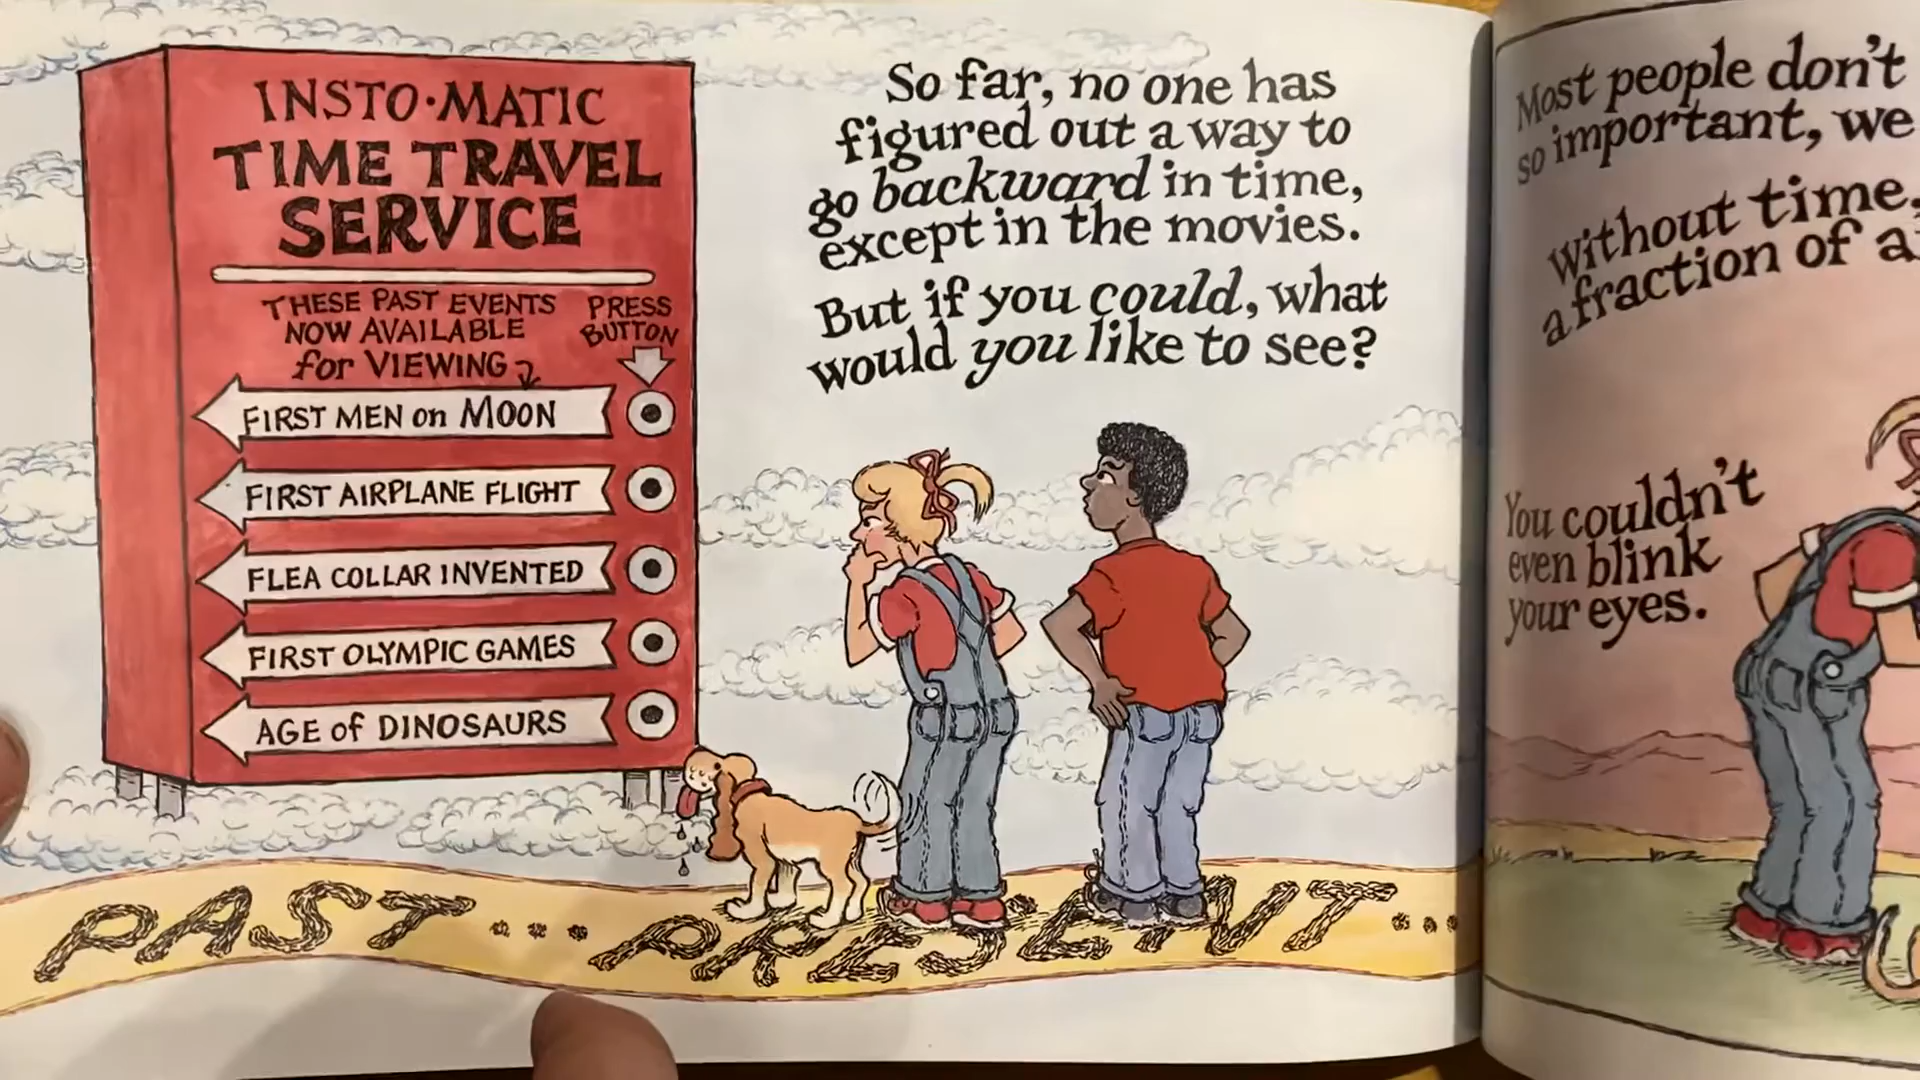 INSTO·MATIC
TIME TRAVEL
SERVICE
THESE PAST EVENTS
NOW AVAILABLE
for VIEWING
PRESS
BUTTON
FIRST MEN on MOON
FIRST AIRPLANE FLIGHT
FLEA COLLAR INVENTED
FIRST OLYMPIC GAMES
AGE of DINOSAURS
So far, no one has
figured out a way to
go backward in time,
except in the movies.
But if you could, what
would you like to see?
PAST... PRESENT...
Most people don't
so important, we
without time,
a fraction of a
You couldn't
even blink
your eyes.